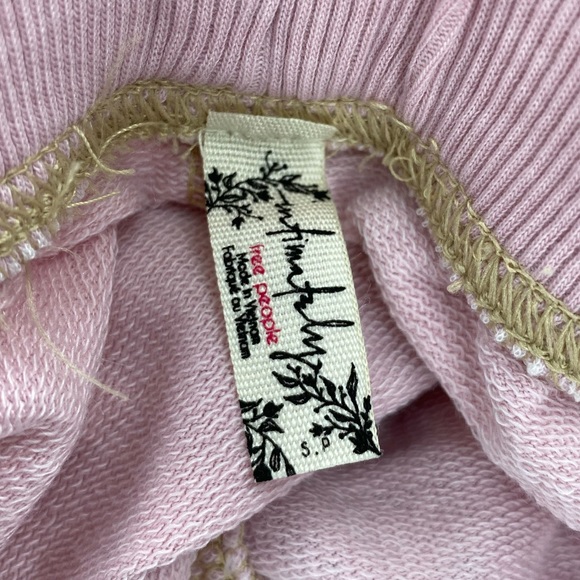 intimately
free people
Made in Vietnam
Fabriqué au Vietnam
S.P